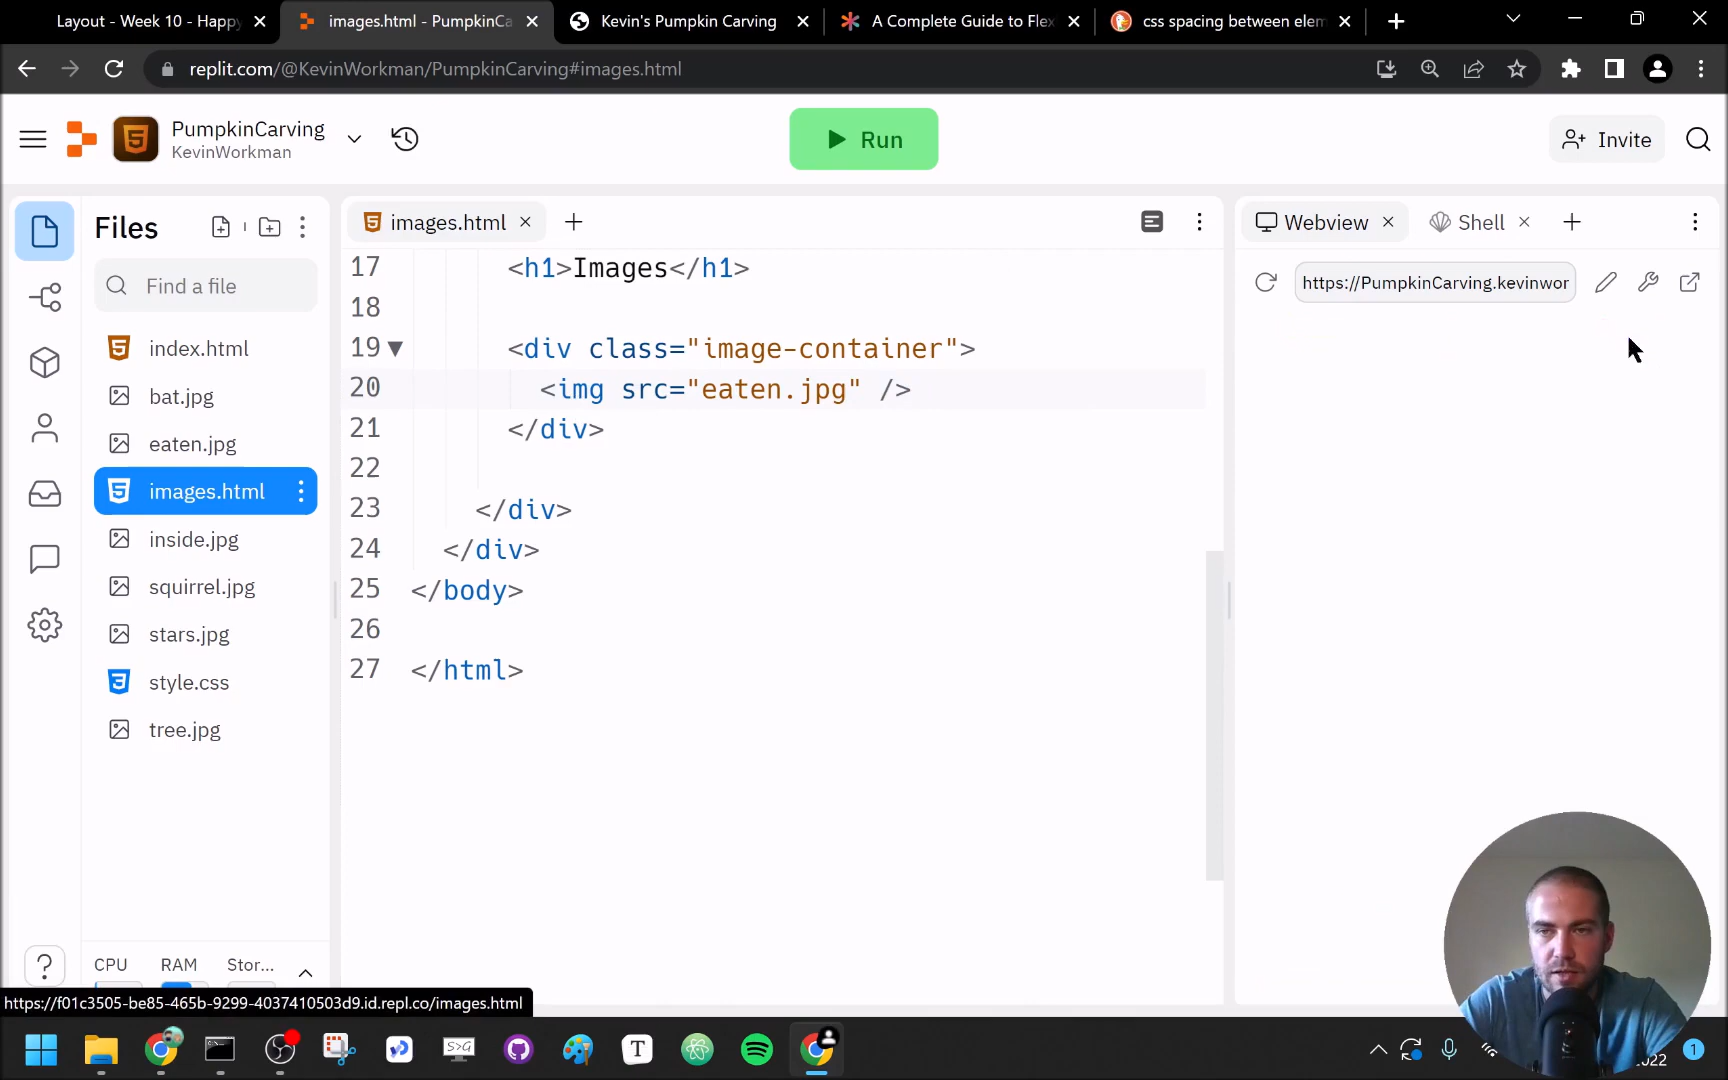 Layout - Week 10 - Happy
images.html - PumpkinCa
Kevin's Pumpkin Carving
A Complete Guide to Flex
css spacing between elem
replit.com/@KevinWorkman/PumpkinCarving#images.html
PumpkinCarving
KevinWorkman
Run
Invite
Files
Find a file
index.html
bat.jpg
eaten.jpg
images.html
inside.jpg
squirrel.jpg
stars.jpg
style.css
tree.jpg
CPU RAM Stor...
images.html
17 <h1>Images</h1>
18
19 <div class="image-container">
20 <img src="eaten.jpg" />
21 </div>
22
23 </div>
24 </div>
25 </body>
26
27 </html>
Webview
Shell
https://PumpkinCarving.kevinwor
https://f01c3505-be85-465b-9299-4037410503d9.id.repl.co/images.html
S>G
T
2022
1